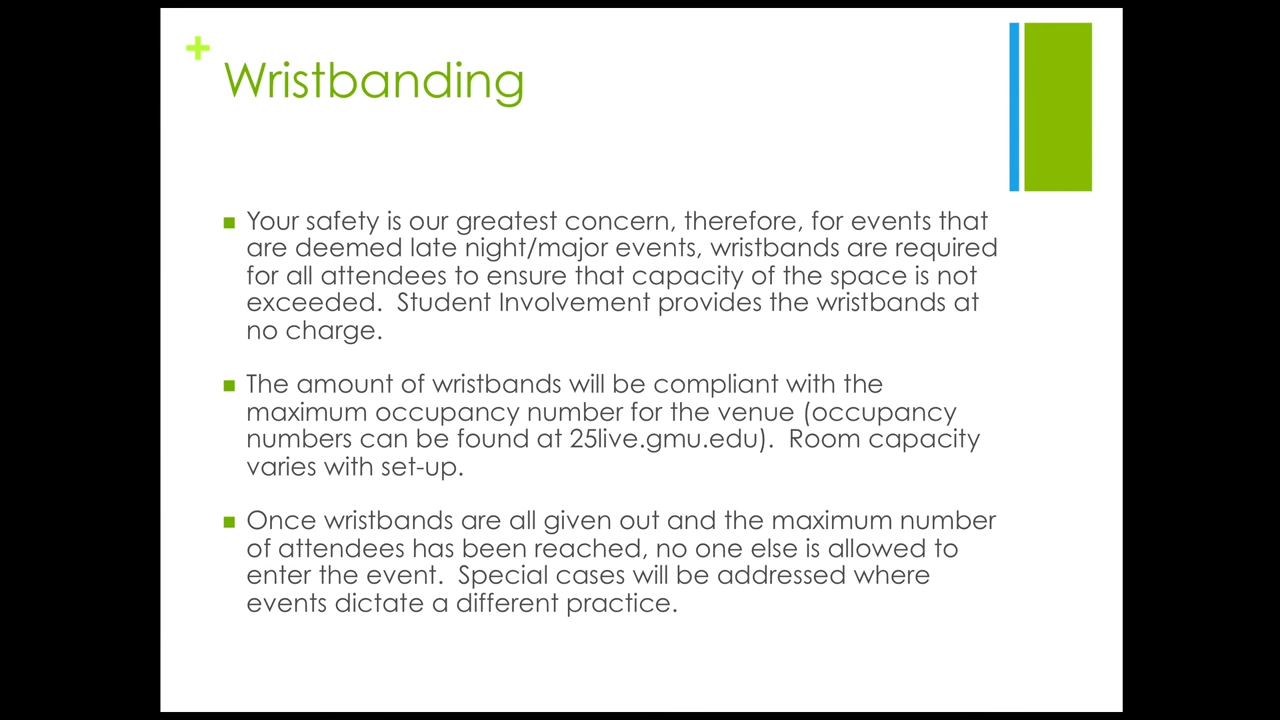 +
Wristbanding
Your safety is our greatest concern, therefore, for events that
are deemed late night/major events, wristbands are required
for all attendees to ensure that capacity of the space is not
exceeded.  Student Involvement provides the wristbands at
no charge.
The amount of wristbands will be compliant with the
maximum occupancy number for the venue (occupancy
numbers can be found at 25live.gmu.edu).  Room capacity
varies with set-up.
Once wristbands are all given out and the maximum number
of attendees has been reached, no one else is allowed to
enter the event.  Special cases will be addressed where
events dictate a different practice.